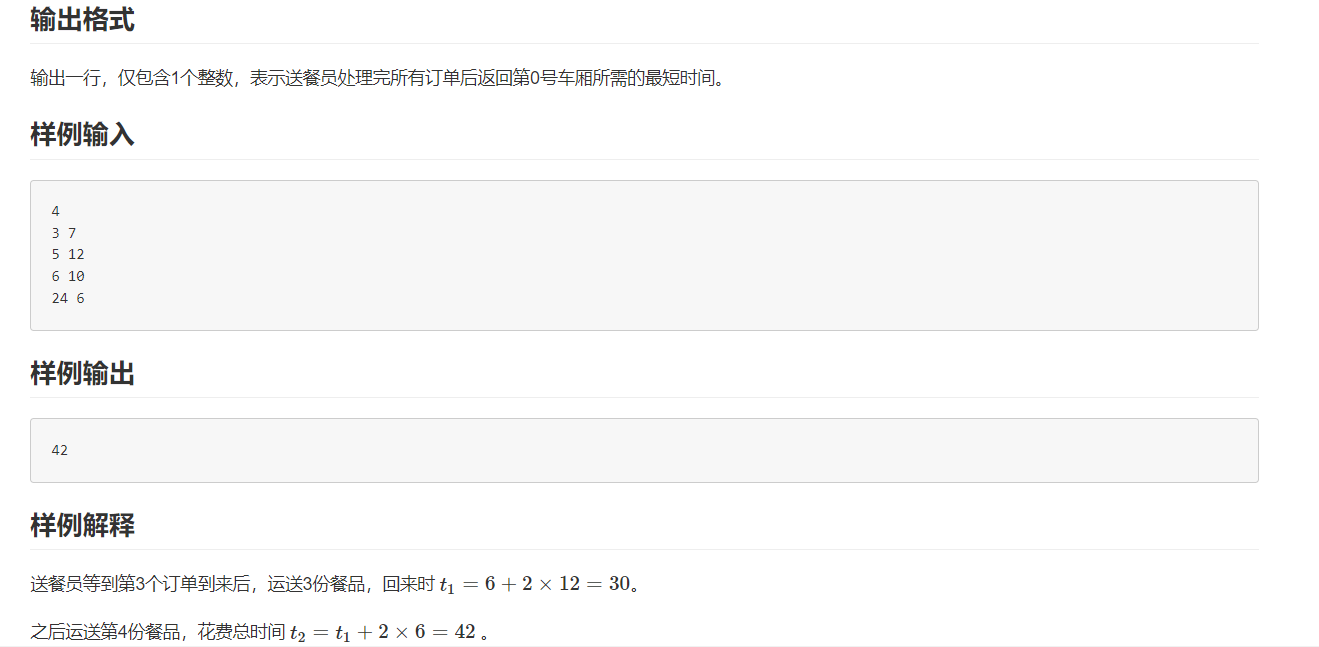 输出格式
输出一行，仅包含1个整数，表示送餐员处理完所有订单后返回第0号车厢所需的最短时间。
样例输入
4
3 7
5 12
6 10
24 6
样例输出
42
样例解释
送餐员等到第3个订单到来后，运送3份餐品，回来时 t₁ = 6 + 2 × 12 = 30。
之后运送第4份餐品，花费总时间 t₂ = t₁ + 2 × 6 = 42 。